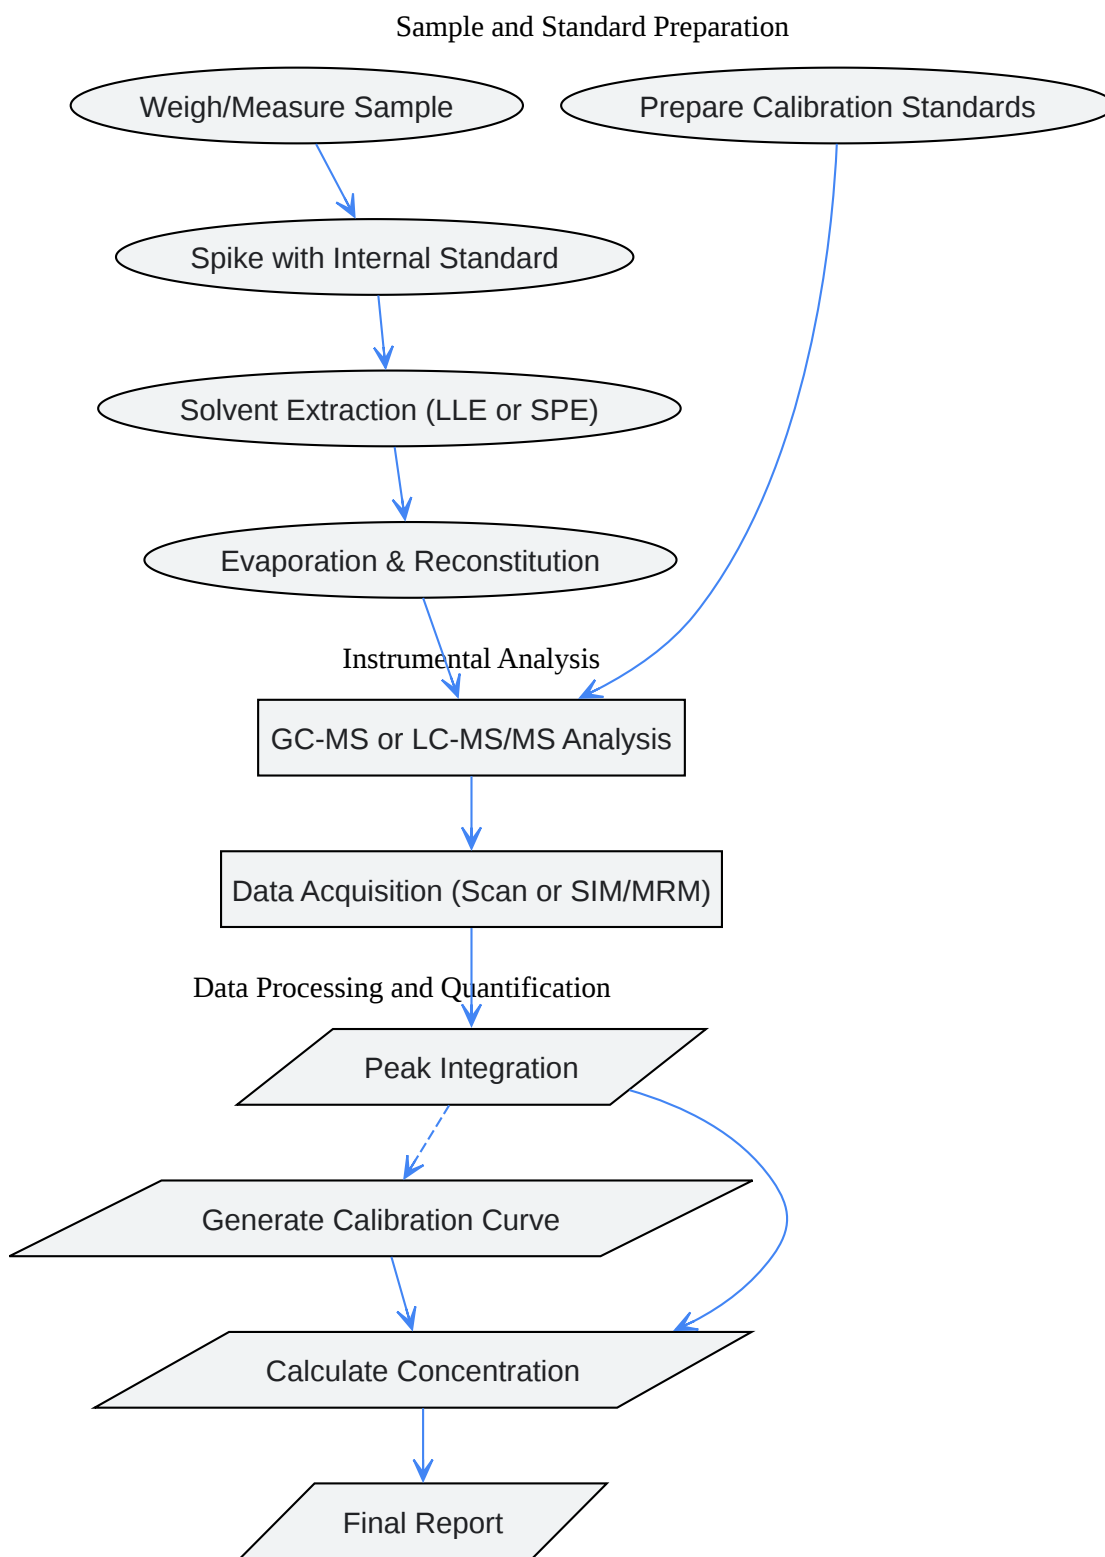 Sample and Standard Preparation
Weigh/Measure Sample
Prepare Calibration Standards
Spike with Internal Standard
Solvent Extraction (LLE or SPE)
Evaporation & Reconstitution
Instrumental Analysis
GC-MS or LC-MS/MS Analysis
Data Acquisition (Scan or SIM/MRM)
Data Processing and Quantification
Peak Integration
Generate Calibration Curve
Calculate Concentration
Final Report